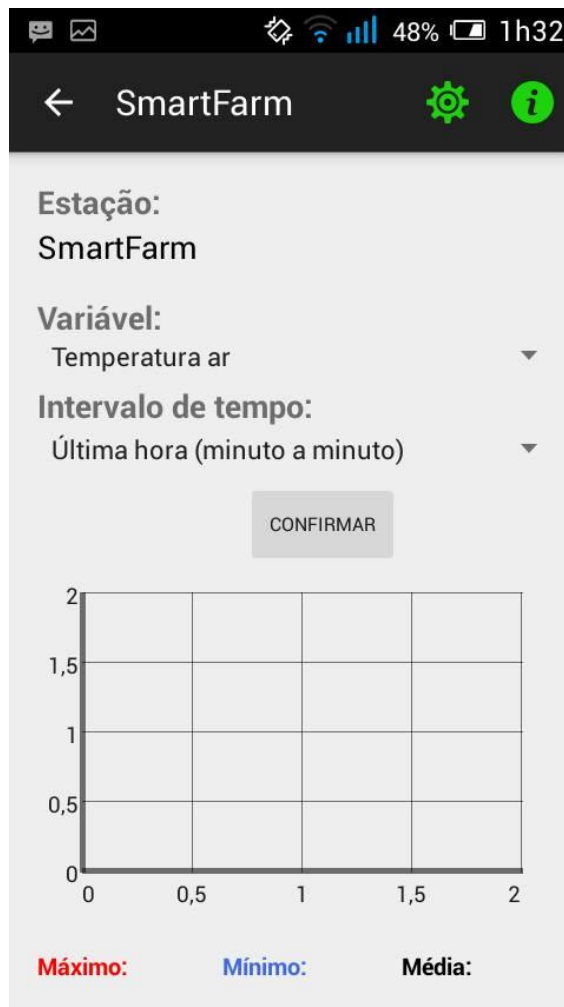 48% 1h32
SmartFarm
Estação:
SmartFarm
Variável:
Temperatura ar
Intervalo de tempo:
Última hora (minuto a minuto)
CONFIRMAR
2
1,5
1
0,5
0
0 0,5 1 1,5 2
Máximo: Mínimo: Média: